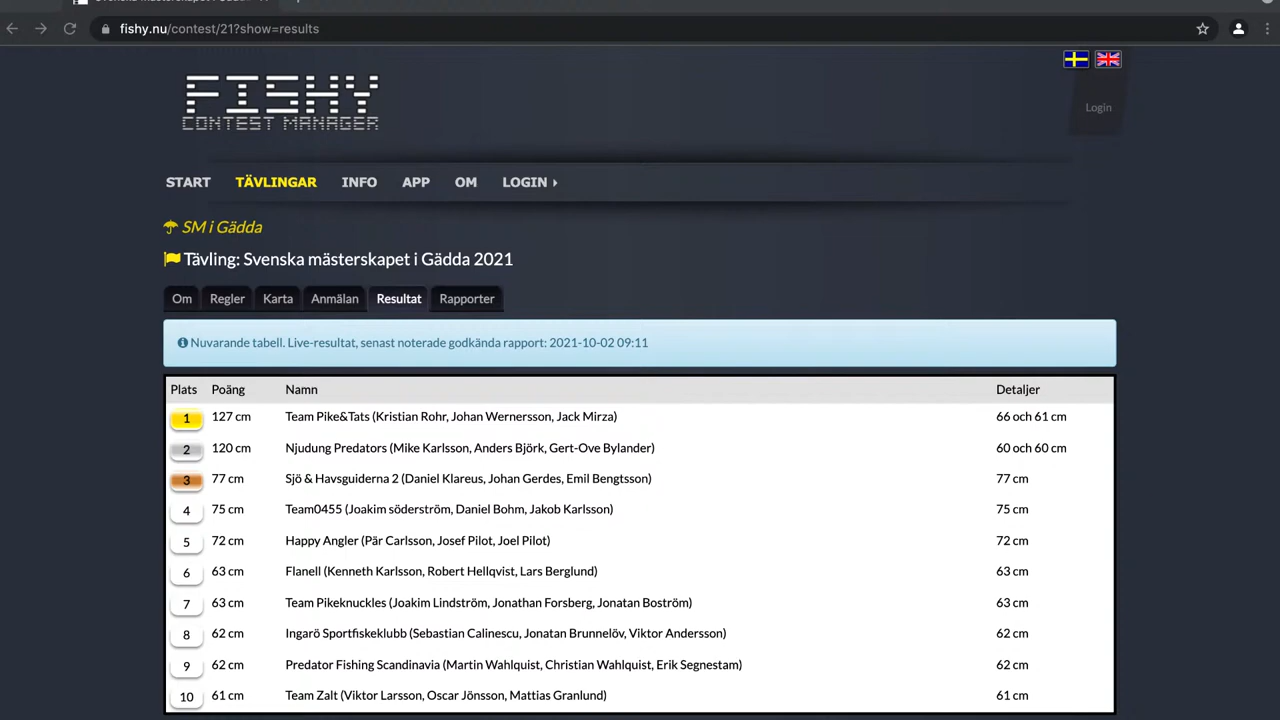 fishy.nu/contest/21?show=results
FISHY
CONTEST MANAGER
Login
START TÄVLINGAR INFO APP OM LOGIN
SM i Gädda
Tävling: Svenska mästerskapet i Gädda 2021
Om Regler Karta Anmälan Resultat Rapporter
Nuvarande tabell. Live-resultat, senast noterade godkända rapport: 2021-10-02 09:11
Plats Poäng Namn Detaljer
1 127 cm Team Pike&Tats (Kristian Rohr, Johan Wernersson, Jack Mirza) 66 och 61 cm
2 120 cm Njudung Predators (Mike Karlsson, Anders Björk, Gert-Ove Bylander) 60 och 60 cm
3 77 cm Sjö & Havsguiderna 2 (Daniel Klareus, Johan Gerdes, Emil Bengtsson) 77 cm
4 75 cm Team0455 (Joakim söderström, Daniel Bohm, Jakob Karlsson) 75 cm
5 72 cm Happy Angler (Pär Carlsson, Josef Pilot, Joel Pilot) 72 cm
6 63 cm Flanell (Kenneth Karlsson, Robert Hellqvist, Lars Berglund) 63 cm
7 63 cm Team Pikeknuckles (Joakim Lindström, Jonathan Forsberg, Jonatan Boström) 63 cm
8 62 cm Ingarö Sportfiskeklubb (Sebastian Calinescu, Jonatan Brunnelöv, Viktor Andersson) 62 cm
9 62 cm Predator Fishing Scandinavia (Martin Wahlquist, Christian Wahlquist, Erik Segnestam) 62 cm
10 61 cm Team Zalt (Viktor Larsson, Oscar Jönsson, Mattias Granlund) 61 cm